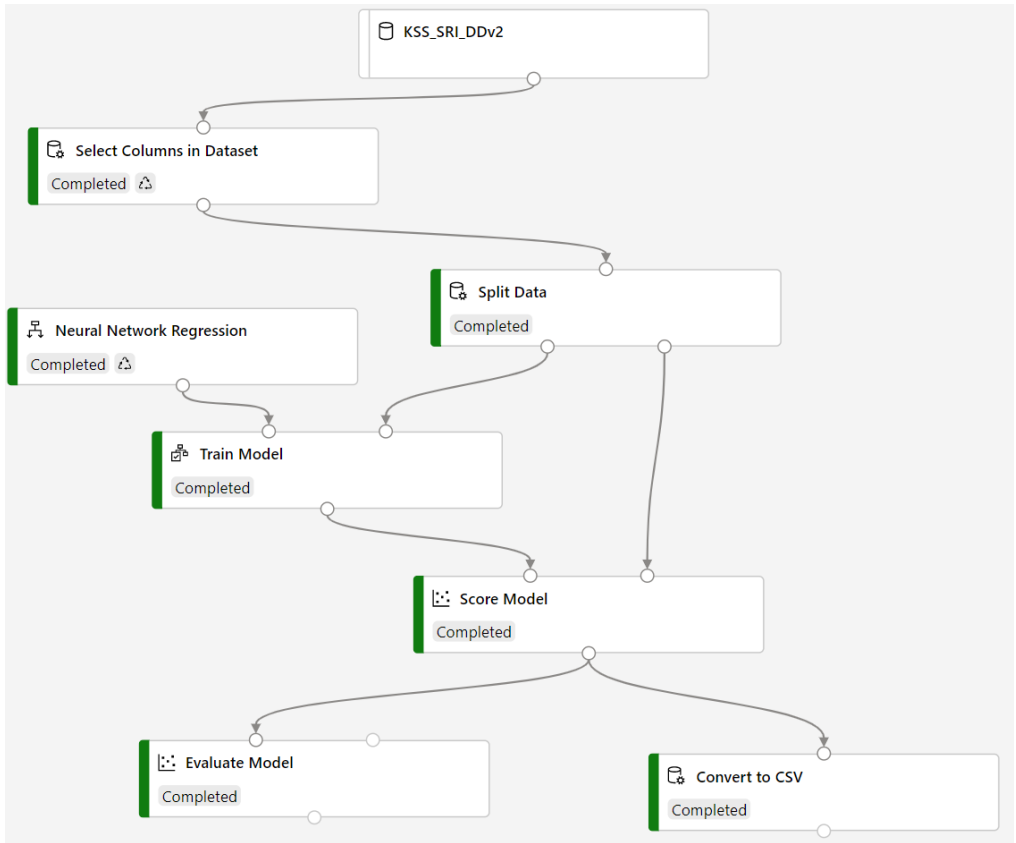 KSS_SRI_DDv2
Select Columns in Dataset
Completed
Split Data
Completed
Neural Network Regression
Completed
Train Model
Completed
Score Model
Completed
Evaluate Model
Completed
Convert to CSV
Completed